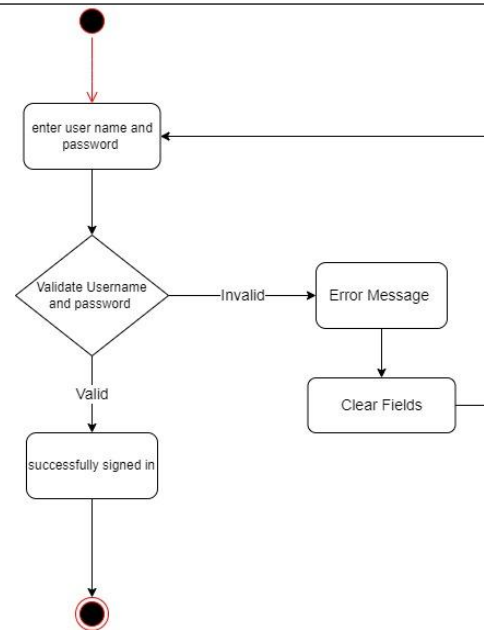 enter user name and
password
Validate Username
and password
Invalid
Error Message
Valid
Clear Fields
successfully signed in